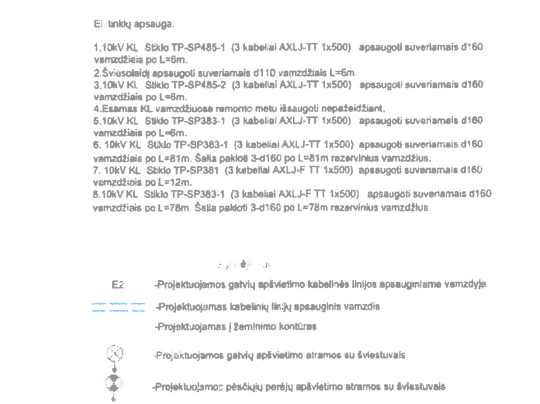 El tinklų apsauga:
1.10kV KL Stiklo TP-SP485-1 (3 kabeliai AXLJ-TT 1x500) apsaugoti suveriamais d160
vamzdžiais po L=6m.
2.Šviesolaidį apsaugoti suveriamais d110 vamzdžiais L=6m
3.10kV KL Stiklo TP-SP485-2 (3 kabeliai AXLJ-TT 1x500) apsaugoti suveriamais d160
vamzdžiais po L=6m.
4.Esamas KL vamzdžiuose remonto metu išsaugoti nepažeidžiant.
5.10kV KL Stiklo TP-SP383-1 (3 kabeliai AXLJ-TT 1x500) apsaugoti suveriamais d160
vamzdžiais po L=6m.
6. 10kV KL Stiklo TP-SP383-1 (3 kabeliai AXLJ-TT 1x500) apsaugoti suveriamais d160
vamzdžiais po L=81m. Šalia pakloti 3-d160 po L=81m rezervinius vamzdžius.
7. 10kV KL Stiklo TP-SP381 (3 kabeliai AXLJ-F TT 1x500) apsaugoti suveriamais d160
vamzdžiais po L=12m.
8.10kV KL Stiklo TP-SP383-1 (3 kabeliai AXLJ-F TT 1x500) apsaugoti suveriamais d160
vamzdžiais po L=78m. Šalia pakloti 3-d160 po L=78m rezervinius vamzdžius
E2 -Projektuojamos gatvių apšvietimo kabelinės linijos apsauginiame vamzdyje
-Projektuojamas kabelinių linijų apsauginis vamzdis
-Projektuojamas įžeminimo kontūras
-Projektuojamos gatvių apšvietimo atramos su šviestuvais
-Projektuojamos pėsčiųjų perėjų apšvietimo atramos su šviestuvais